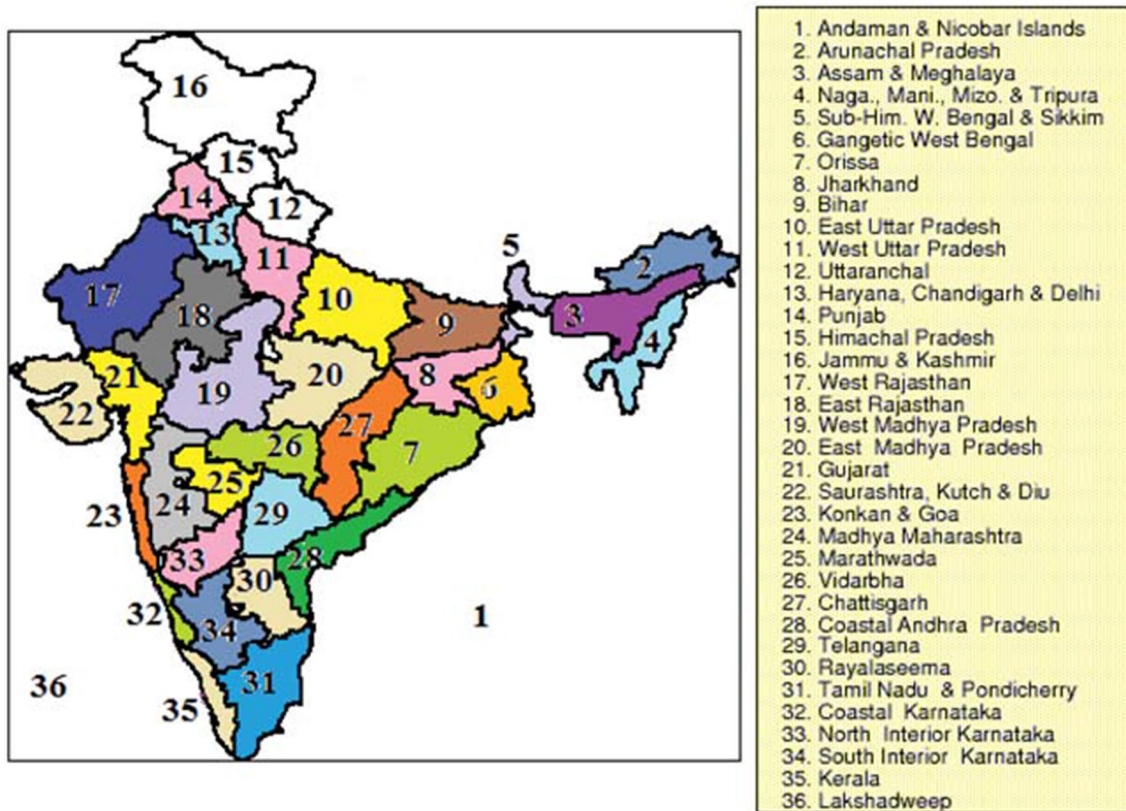 16
15
14
12
13
5
11
2
17
10
3
18
9
4
21
20
8
19
6
22
27
26
7
25
23
24
29
33
28
30
32
1
34
36
31
35
1. Andaman & Nicobar Islands
2. Arunachal Pradesh
3. Assam & Meghalaya
4. Naga., Mani., Mizo. & Tripura
5. Sub-Him. W. Bengal & Sikkim
6. Gangetic West Bengal
7. Orissa
8. Jharkhand
9. Bihar
10. East Uttar Pradesh
11. West Uttar Pradesh
12. Uttaranchal
13. Haryana, Chandigarh & Delhi
14. Punjab
15. Himachal Pradesh
16. Jammu & Kashmir
17. West Rajasthan
18. East Rajasthan
19. West Madhya Pradesh
20. East Madhya Pradesh
21. Gujarat
22. Saurashtra, Kutch & Diu
23. Konkan & Goa
24. Madhya Maharashtra
25. Marathwada
26. Vidarbha
27. Chattisgarh
28. Coastal Andhra Pradesh
29. Telangana
30. Rayalaseema
31. Tamil Nadu & Pondicherry
32. Coastal Karnataka
33. North Interior Karnataka
34. South Interior Karnataka
35. Kerala
36. Lakshadweep